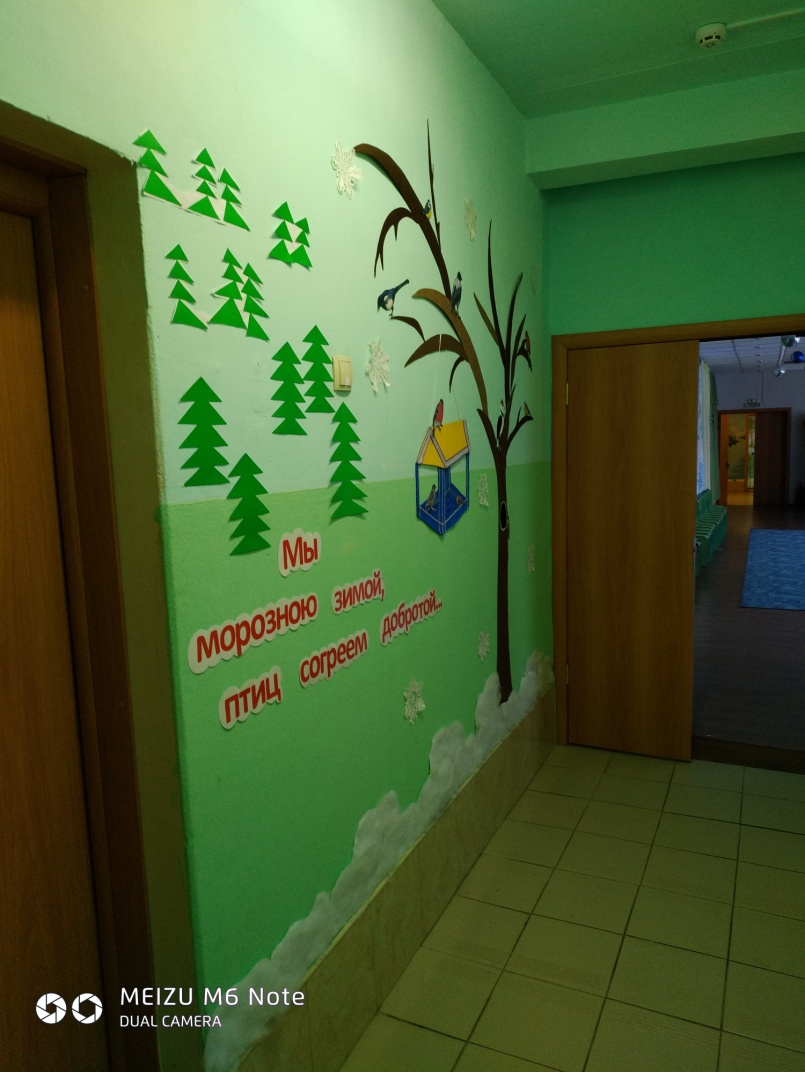 Мы
морозною зимой,
птиц согреем добротой...
MEIZU M6 Note
DUAL CAMERA